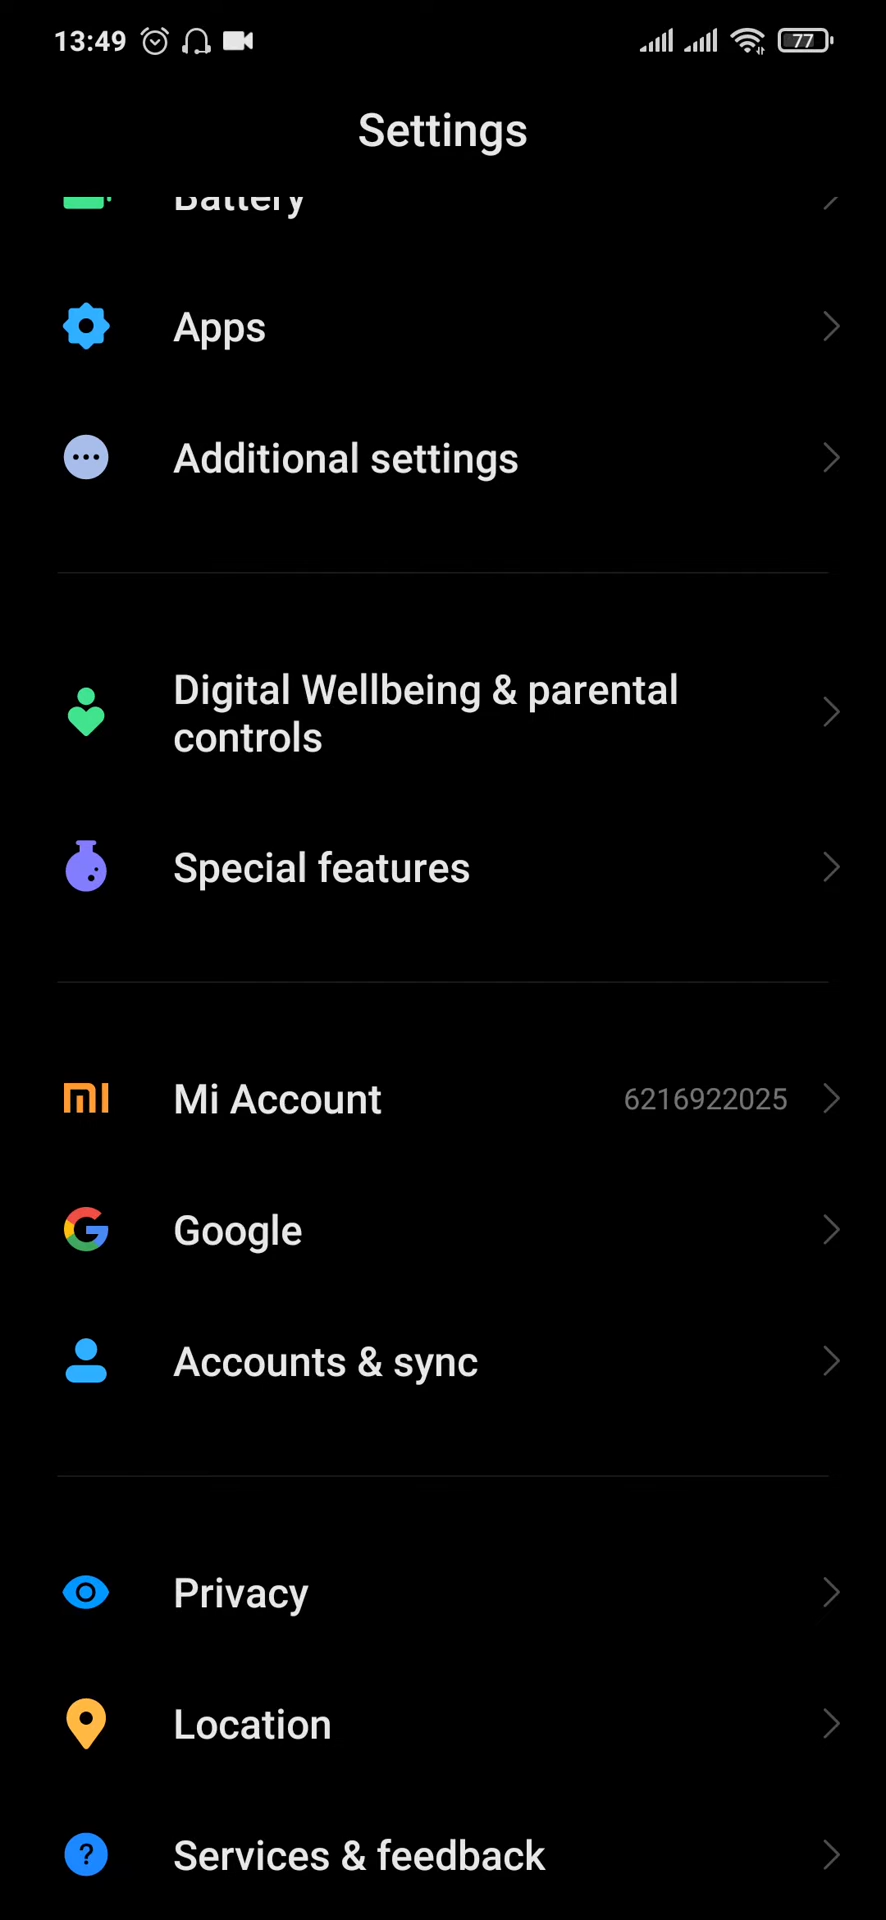 13:49
77
Settings
Battery
Apps
Additional settings
Digital Wellbeing & parental
controls
Special features
Mi Account
6216922025
Google
Accounts & sync
Privacy
Location
Services & feedback